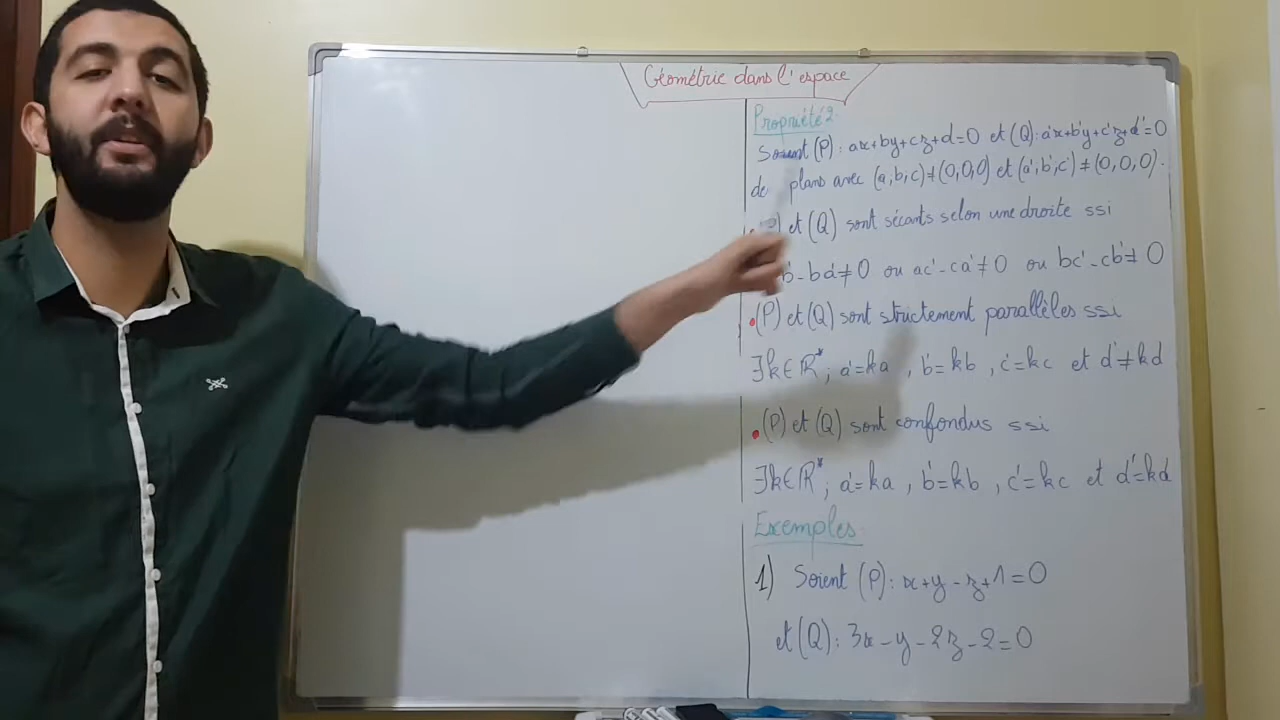 Géométrie dans l'espace
Propriété 2:
Soient (P): ax+by+cz+d=0 et (Q): a'x+b'y+c'z+d'=0
de plans avec (a,b,c)≠(0,0,0) et (a',b',c')≠(0,0,0).
et (Q) sont sécants selon une droite ssi
b'-ba'≠0 ou ac'-ca'≠0 ou bc'-cb'≠0
•(P) et (Q) sont strictement parallèles ssi
∃k∈ℝ*; a'=ka, b'=kb, c'=kc et d'≠kd
•(P) et (Q) sont confondus ssi
∃k∈ℝ*; a'=ka, b'=kb, c'=kc et d'=kd
Exemples
1) Soient (P): x+y-z+1=0
et (Q): 3x-y-2z-2=0